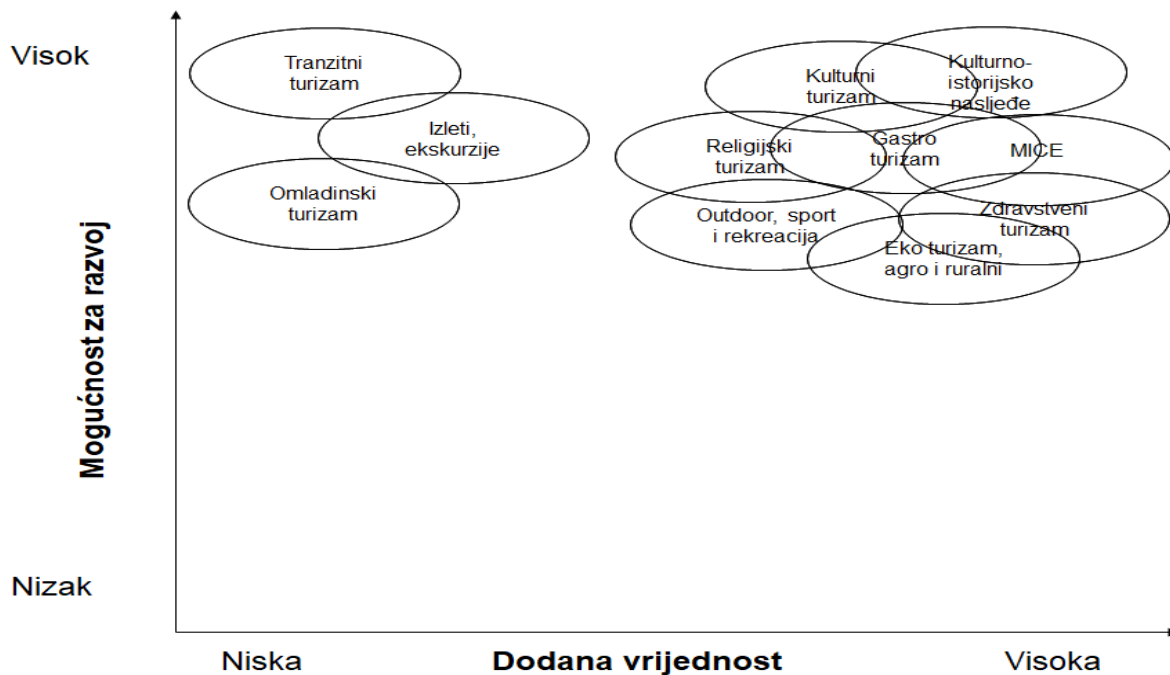 Visok
Tranzitni
turizam
Izleti,
ekskurzije
Omladinski
turizam
Kulturni
turizam
Kulturno-
istorijsko
nasljeđe
Religijski
turizam
Gastro
turizam
MICE
Outdoor, sport
i rekreacija
Zdravstveni
turizam
Eko turizam,
agro i ruralni
Mogućnost za razvoj
Nizak
Niska
Dodana vrijednost
Visoka